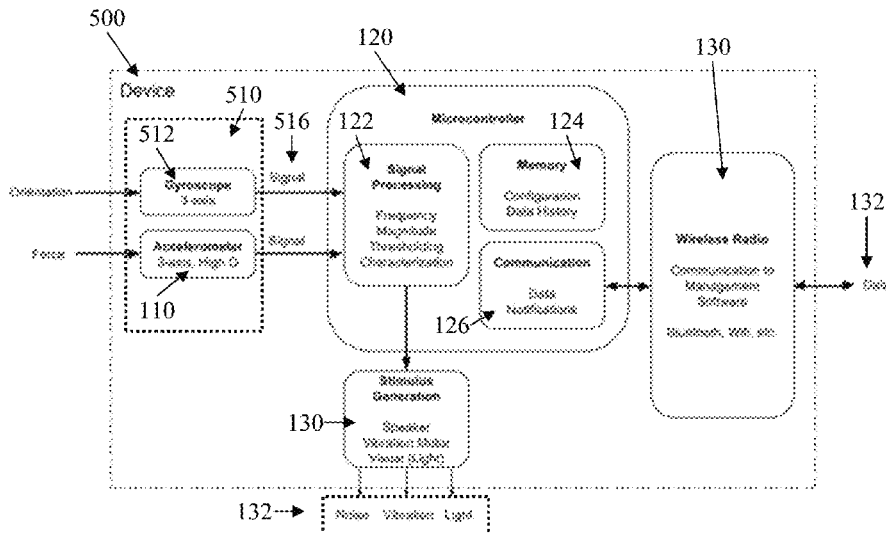 500
120
130
Device
510
512
516
122
Microcontroller
124
Signal
Signal
Processing
Memory
132
Orientation
Gyroscope
3-axis
Configuration
Data History
Frequency
Magnitude
Thresholding
Characterization
Force
Accelerometer
3-axis, High G
Signal
Wireless Radio
Communication
Communication to
Management
Software
Data
110
Data
Notifications
126
Bluetooth, Wifi, etc.
Stimulus
Generation
130
Speaker
Vibration Motor
Visual (Light)
132
Noise Vibration Light